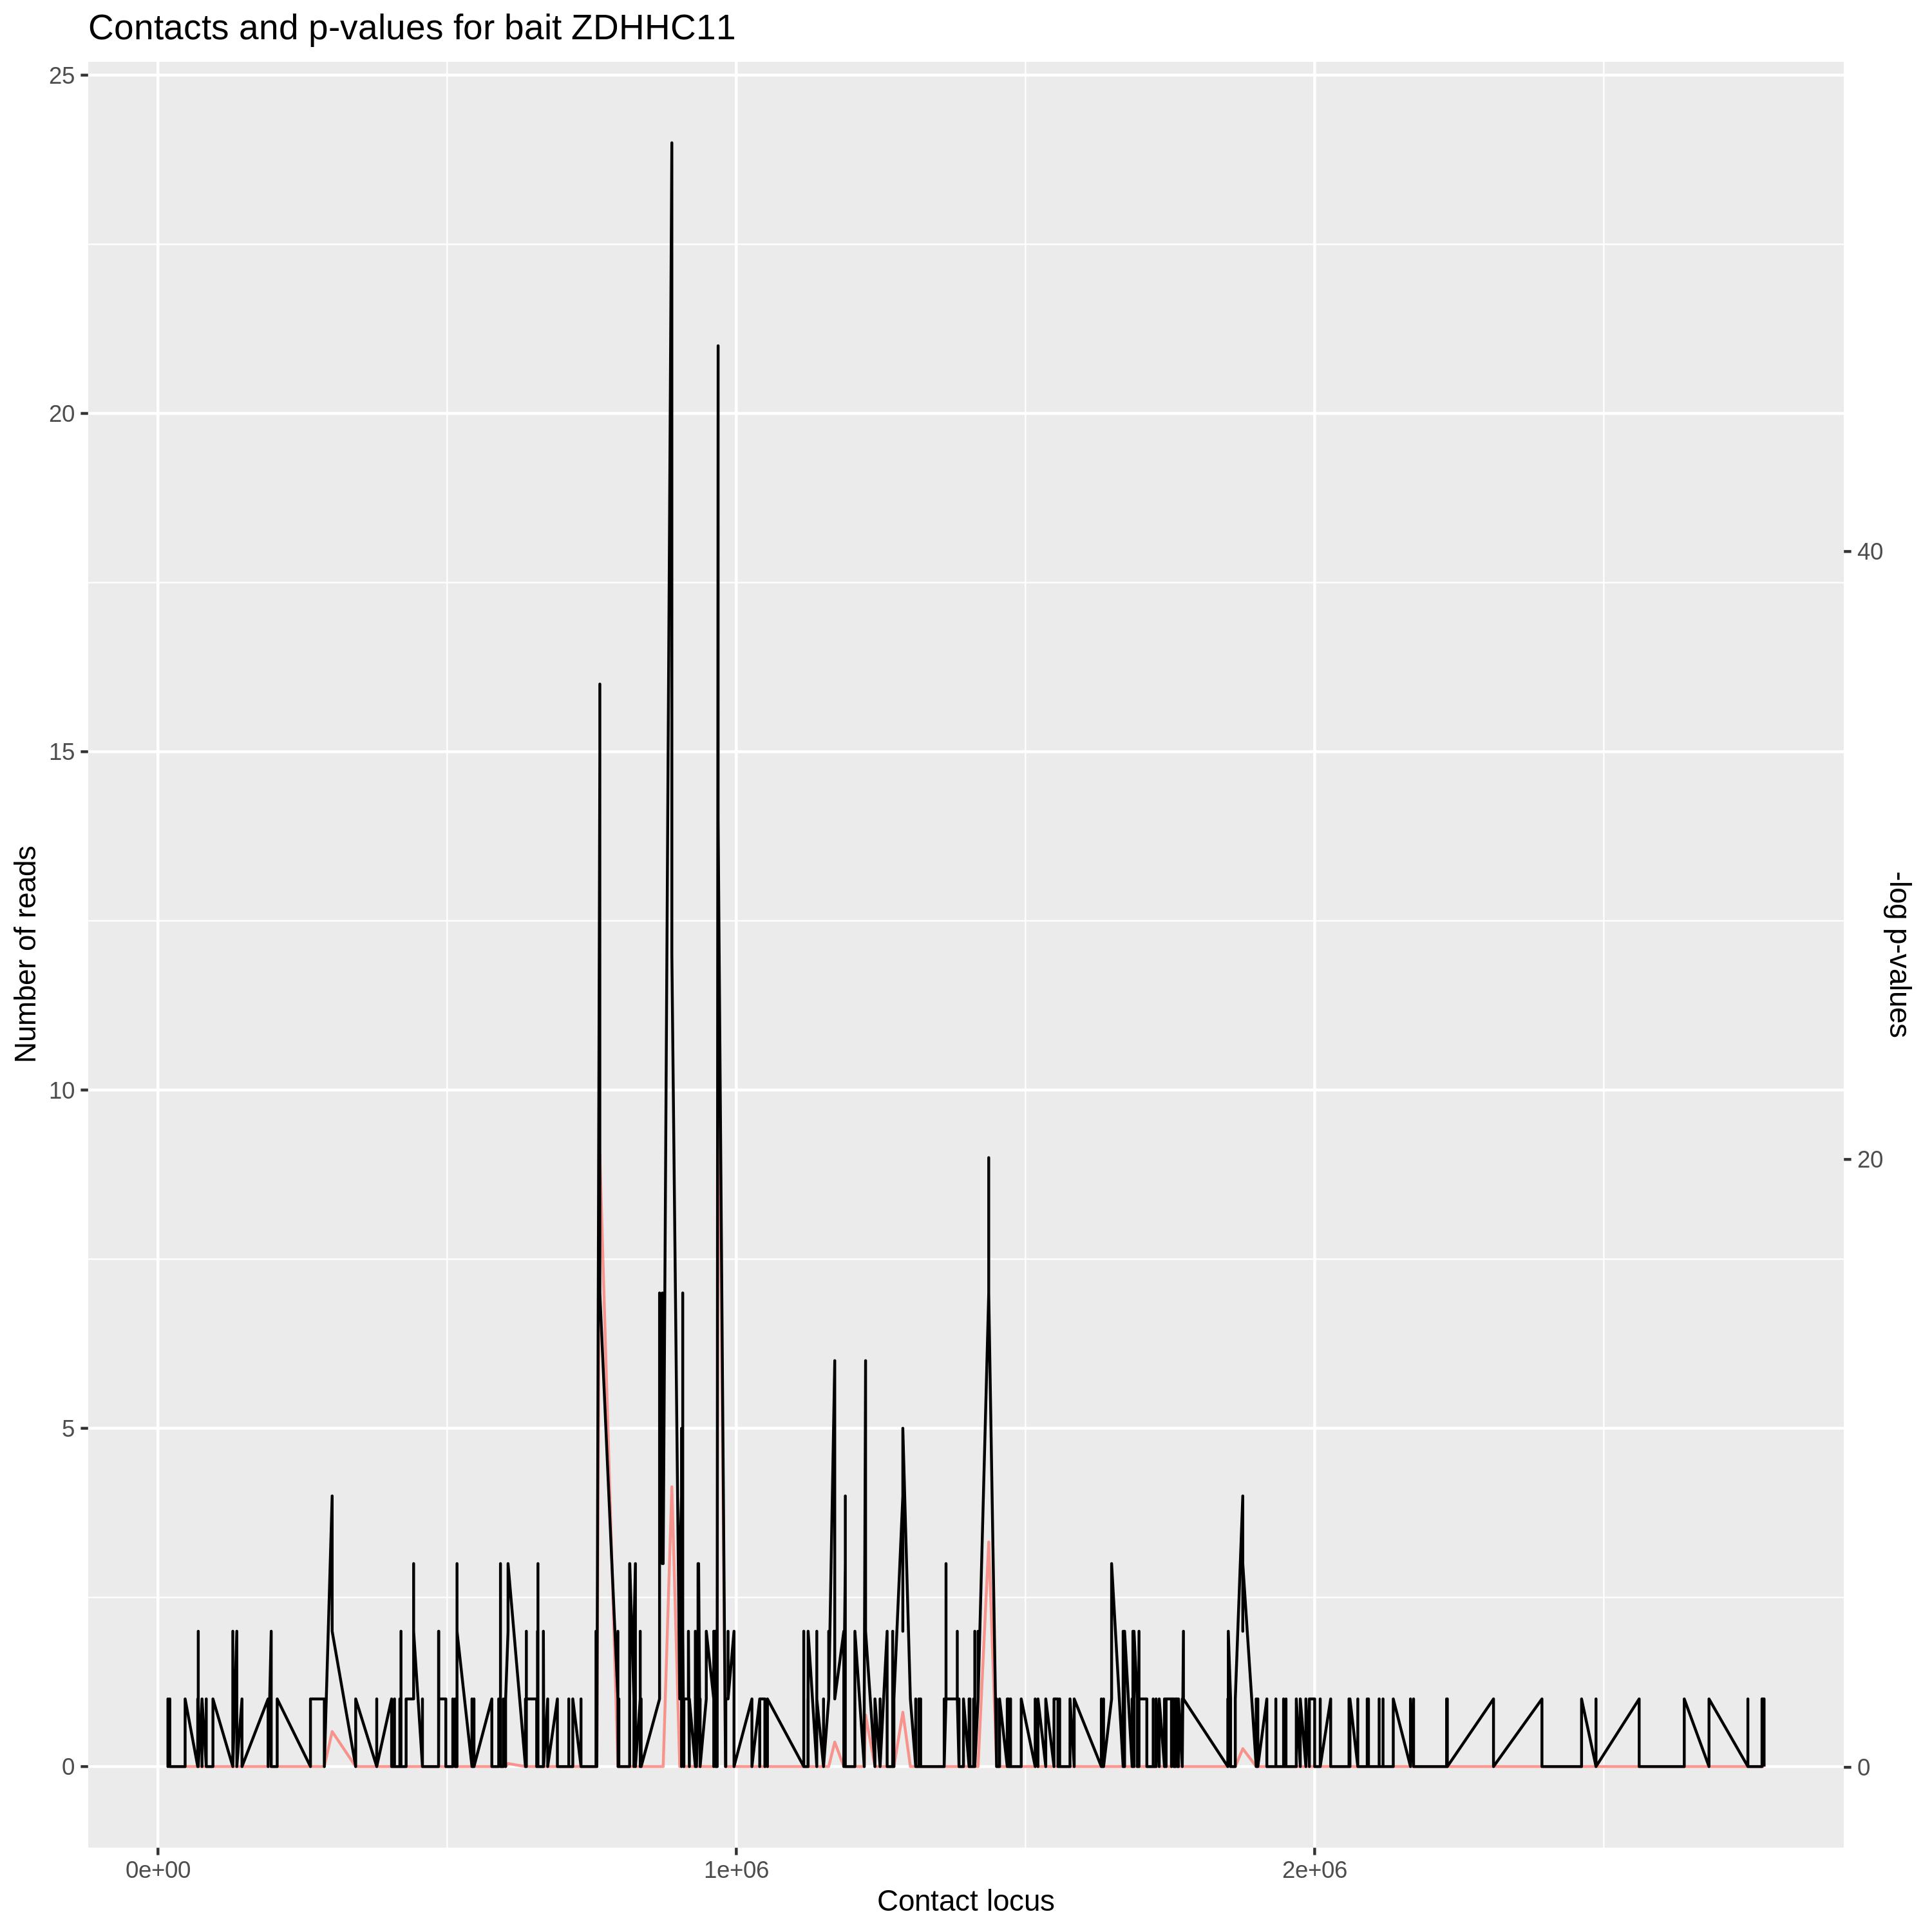 Contacts and p-values for bait ZDHHC11
25
20
15
10
5
0
Number of reads
40
20
0
-log p-values
0e+00 1e+06 2e+06
Contact locus